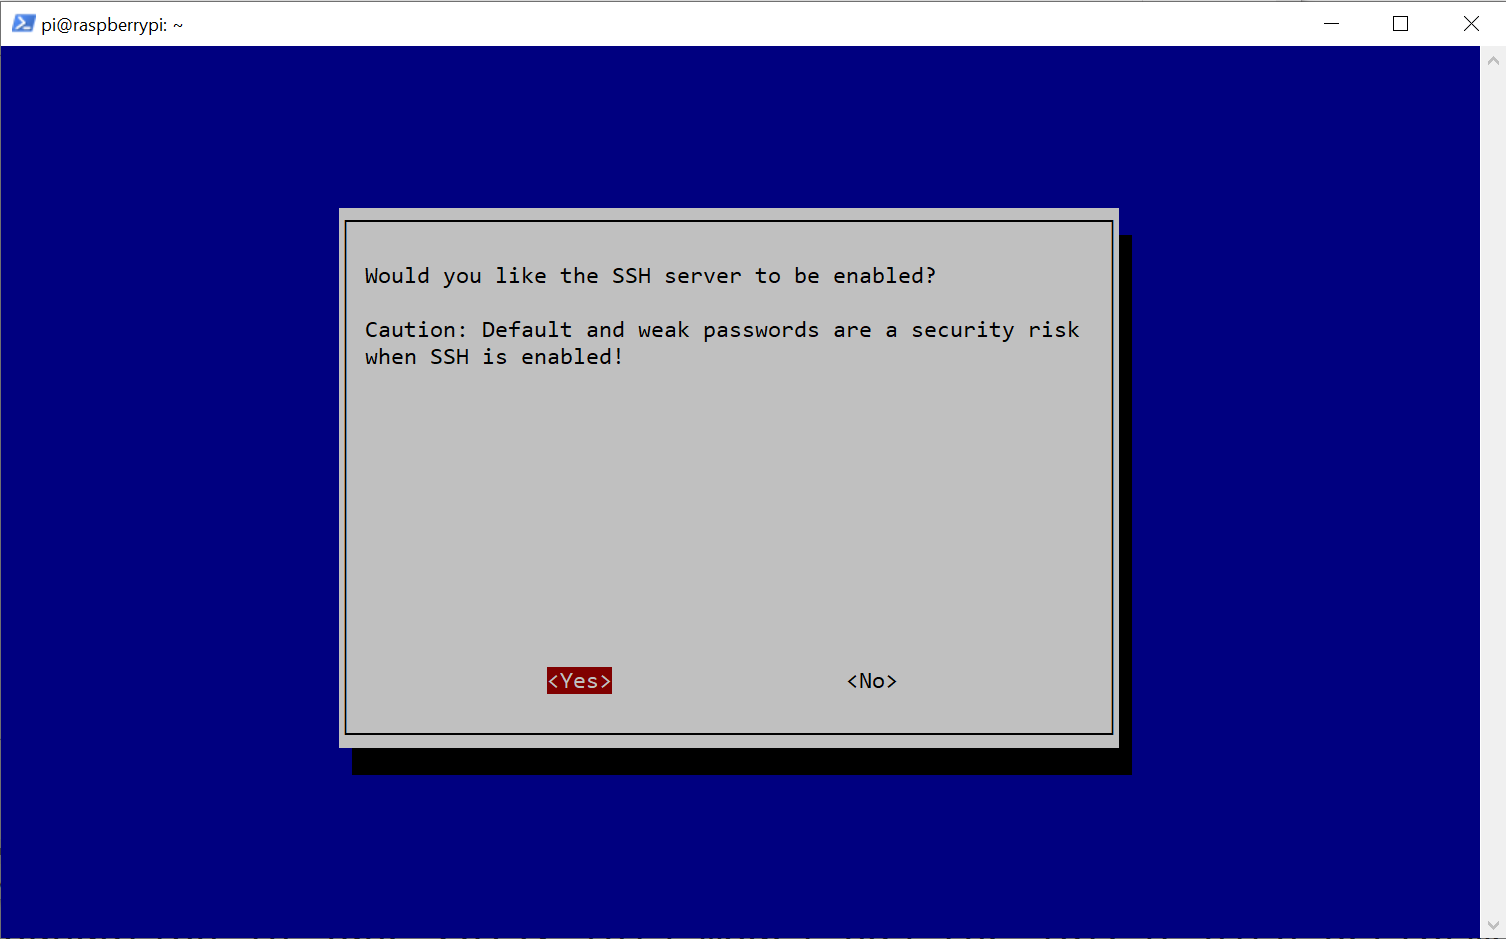 pi@raspberrypi: ~
Would you like the SSH server to be enabled?
Caution: Default and weak passwords are a security risk
when SSH is enabled!
<Yes> <No>